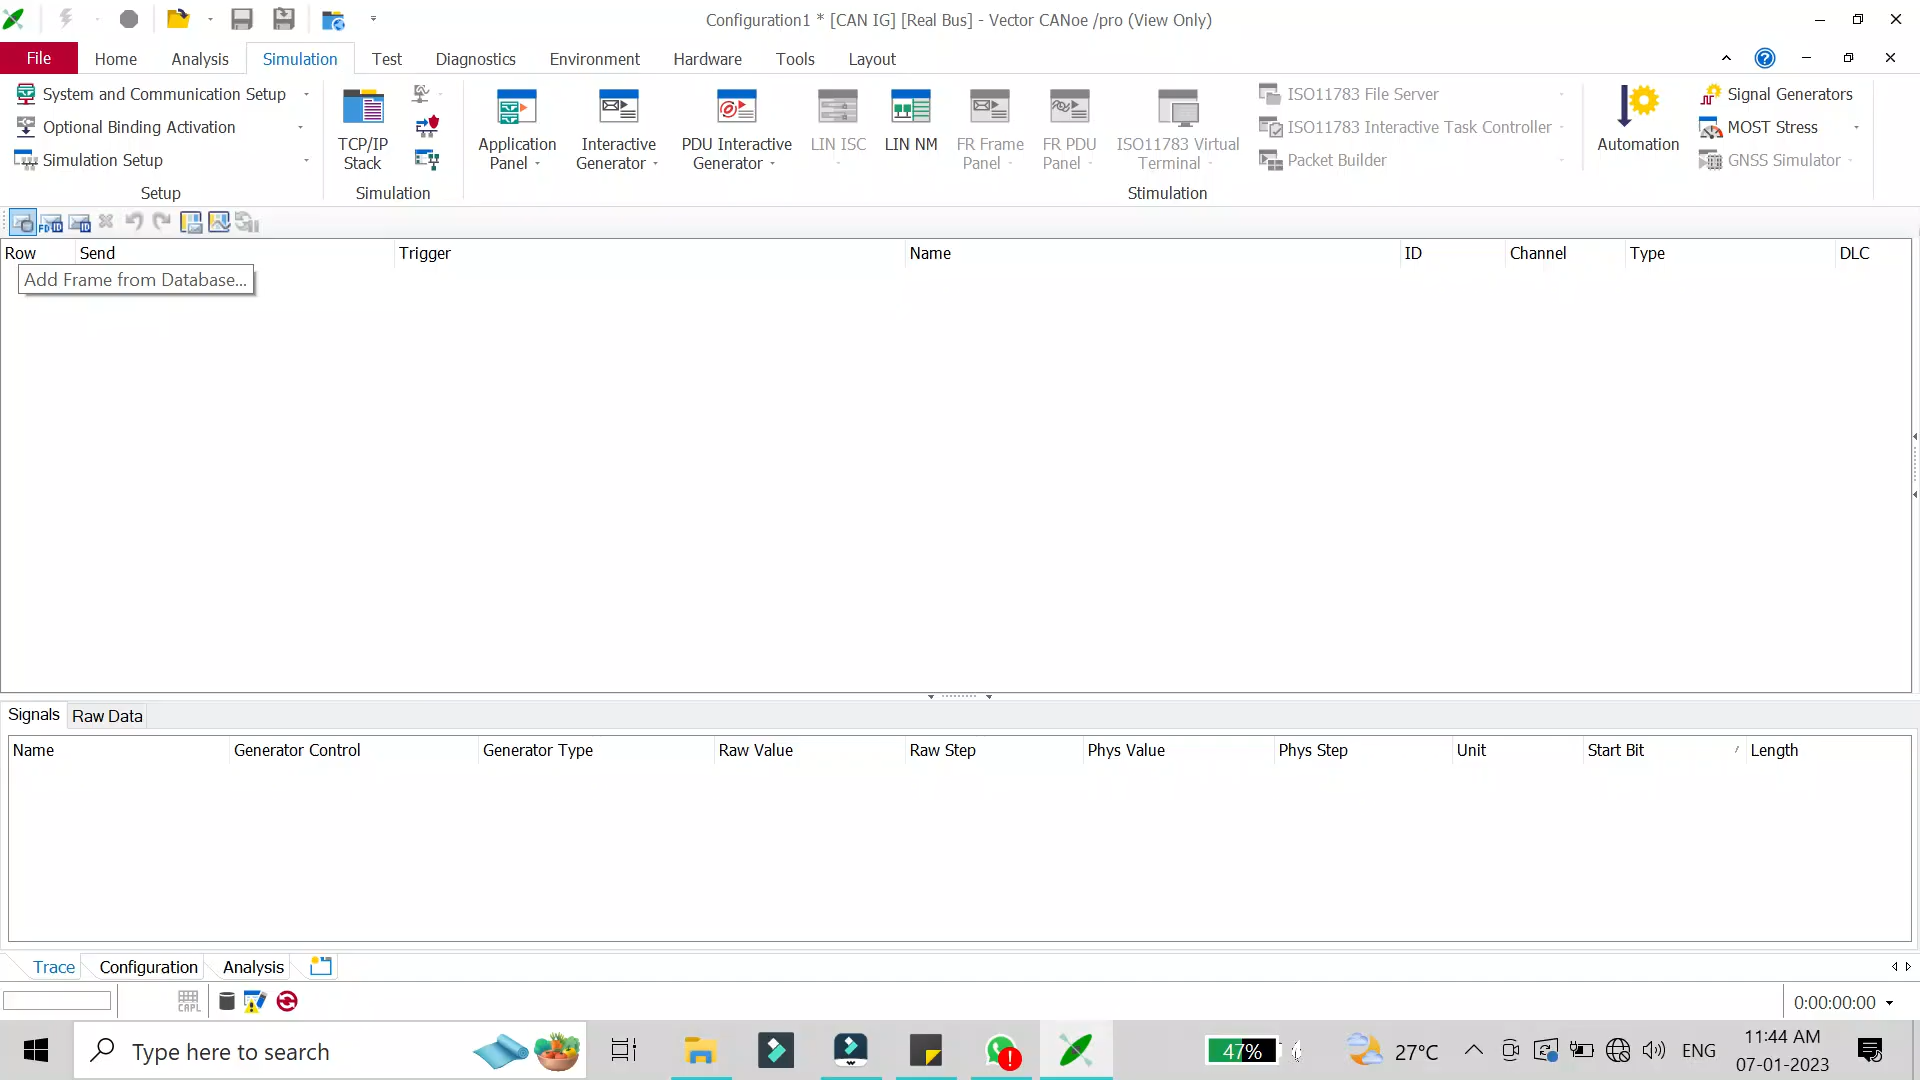 Configuration1 * [CAN IG] [Real Bus] - Vector CANoe /pro (View Only)
File Home Analysis Simulation Test Diagnostics Environment Hardware Tools Layout
System and Communication Setup
Optional Binding Activation
Simulation Setup
Setup
TCP/IP Stack
Simulation
Application Panel
Interactive Generator
PDU Interactive Generator
LIN ISC
LIN NM
FR Frame Panel
FR PDU Panel
ISO11783 Virtual Terminal
ISO11783 File Server
ISO11783 Interactive Task Controller
Packet Builder
Stimulation
Automation
Signal Generators
MOST Stress
GNSS Simulator
Row Send Trigger Name ID Channel Type DLC
Add Frame from Database...
Signals Raw Data
Name Generator Control Generator Type Raw Value Raw Step Phys Value Phys Step Unit Start Bit Length
Trace Configuration Analysis
CAPL
0:00:00:00
Type here to search
47%
27°C
ENG
11:44 AM
07-01-2023